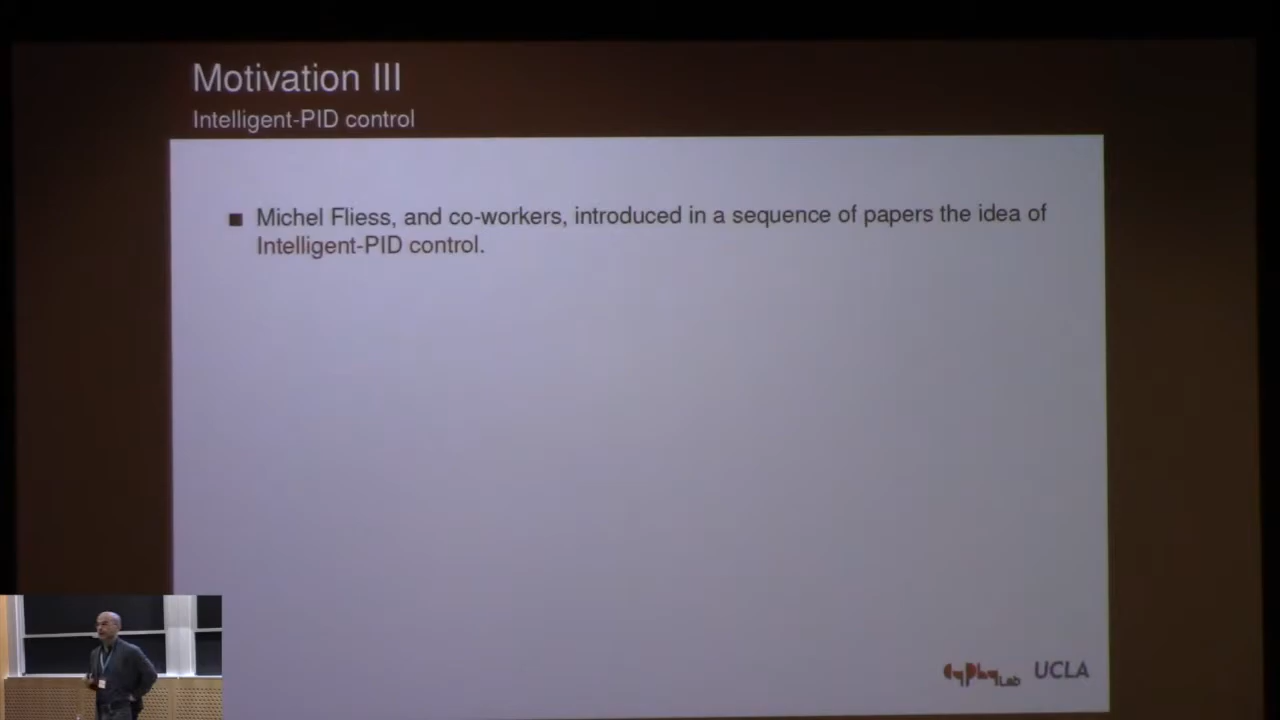 Motivation III
Intelligent-PID control
Michel Fliess, and co-workers, introduced in a sequence of papers the idea of
Intelligent-PID control.
CyPhyLab UCLA